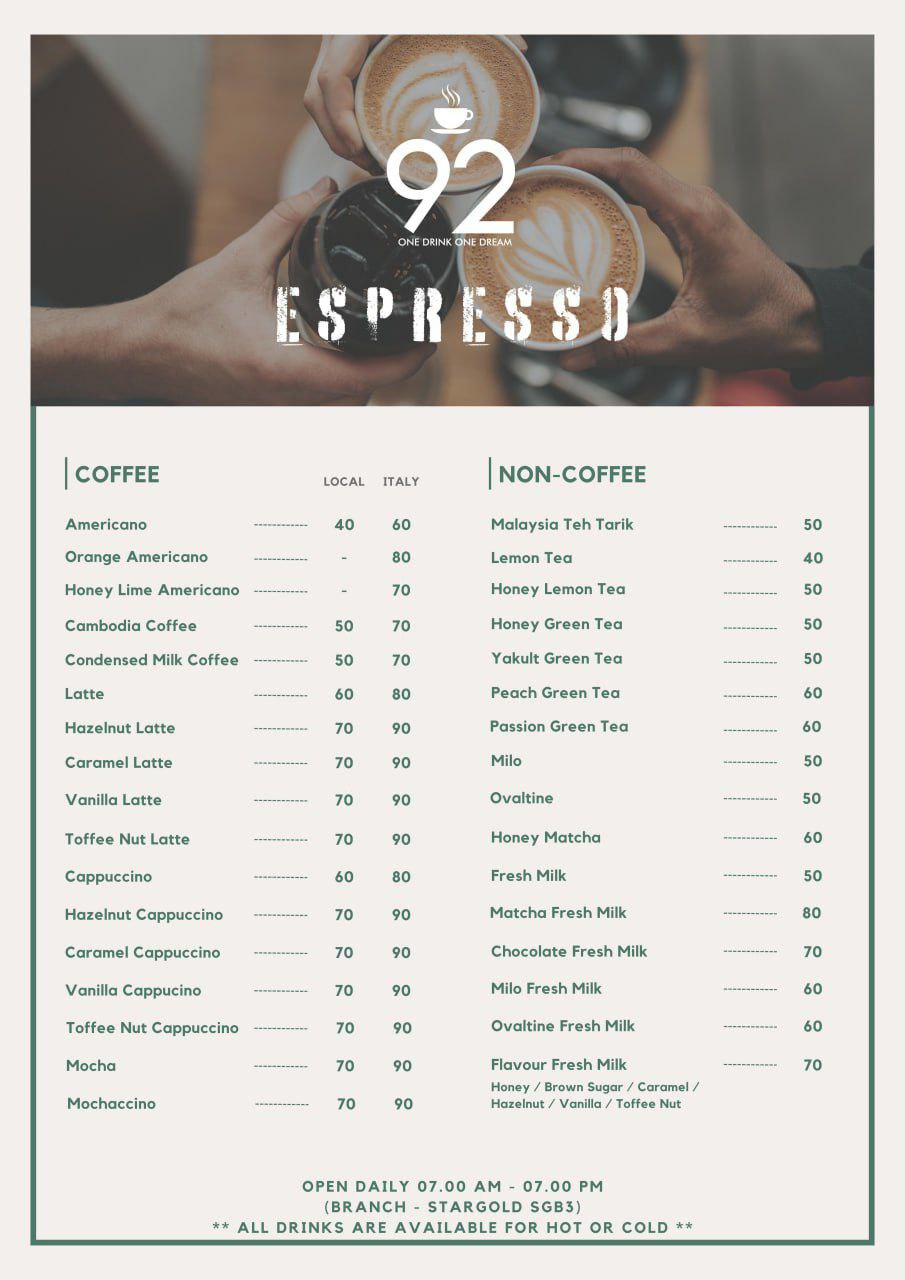 92
ONE DRINK ONE DREAM
ESPRESSO
COFFEE LOCAL ITALY
Americano ------------ 40 60
Orange Americano ------------ - 80
Honey Lime Americano ------------ - 70
Cambodia Coffee ------------ 50 70
Condensed Milk Coffee ------------ 50 70
Latte ------------ 60 80
Hazelnut Latte ------------ 70 90
Caramel Latte ------------ 70 90
Vanilla Latte ------------ 70 90
Toffee Nut Latte ------------ 70 90
Cappuccino ------------ 60 80
Hazelnut Cappuccino ------------ 70 90
Caramel Cappuccino ------------ 70 90
Vanilla Cappucino ------------ 70 90
Toffee Nut Cappuccino ------------ 70 90
Mocha ------------ 70 90
Mochaccino ------------ 70 90
NON-COFFEE
Malaysia Teh Tarik ------------ 50
Lemon Tea ------------ 40
Honey Lemon Tea ------------ 50
Honey Green Tea ------------ 50
Yakult Green Tea ------------ 50
Peach Green Tea ------------ 60
Passion Green Tea ------------ 60
Milo ------------ 50
Ovaltine ------------ 50
Honey Matcha ------------ 60
Fresh Milk ------------ 50
Matcha Fresh Milk ------------ 80
Chocolate Fresh Milk ------------ 70
Milo Fresh Milk ------------ 60
Ovaltine Fresh Milk ------------ 60
Flavour Fresh Milk ------------ 70
Honey / Brown Sugar / Caramel /
Hazelnut / Vanilla / Toffee Nut
OPEN DAILY 07.00 AM - 07.00 PM
(BRANCH - STARGOLD SGB3)
** ALL DRINKS ARE AVAILABLE FOR HOT OR COLD **